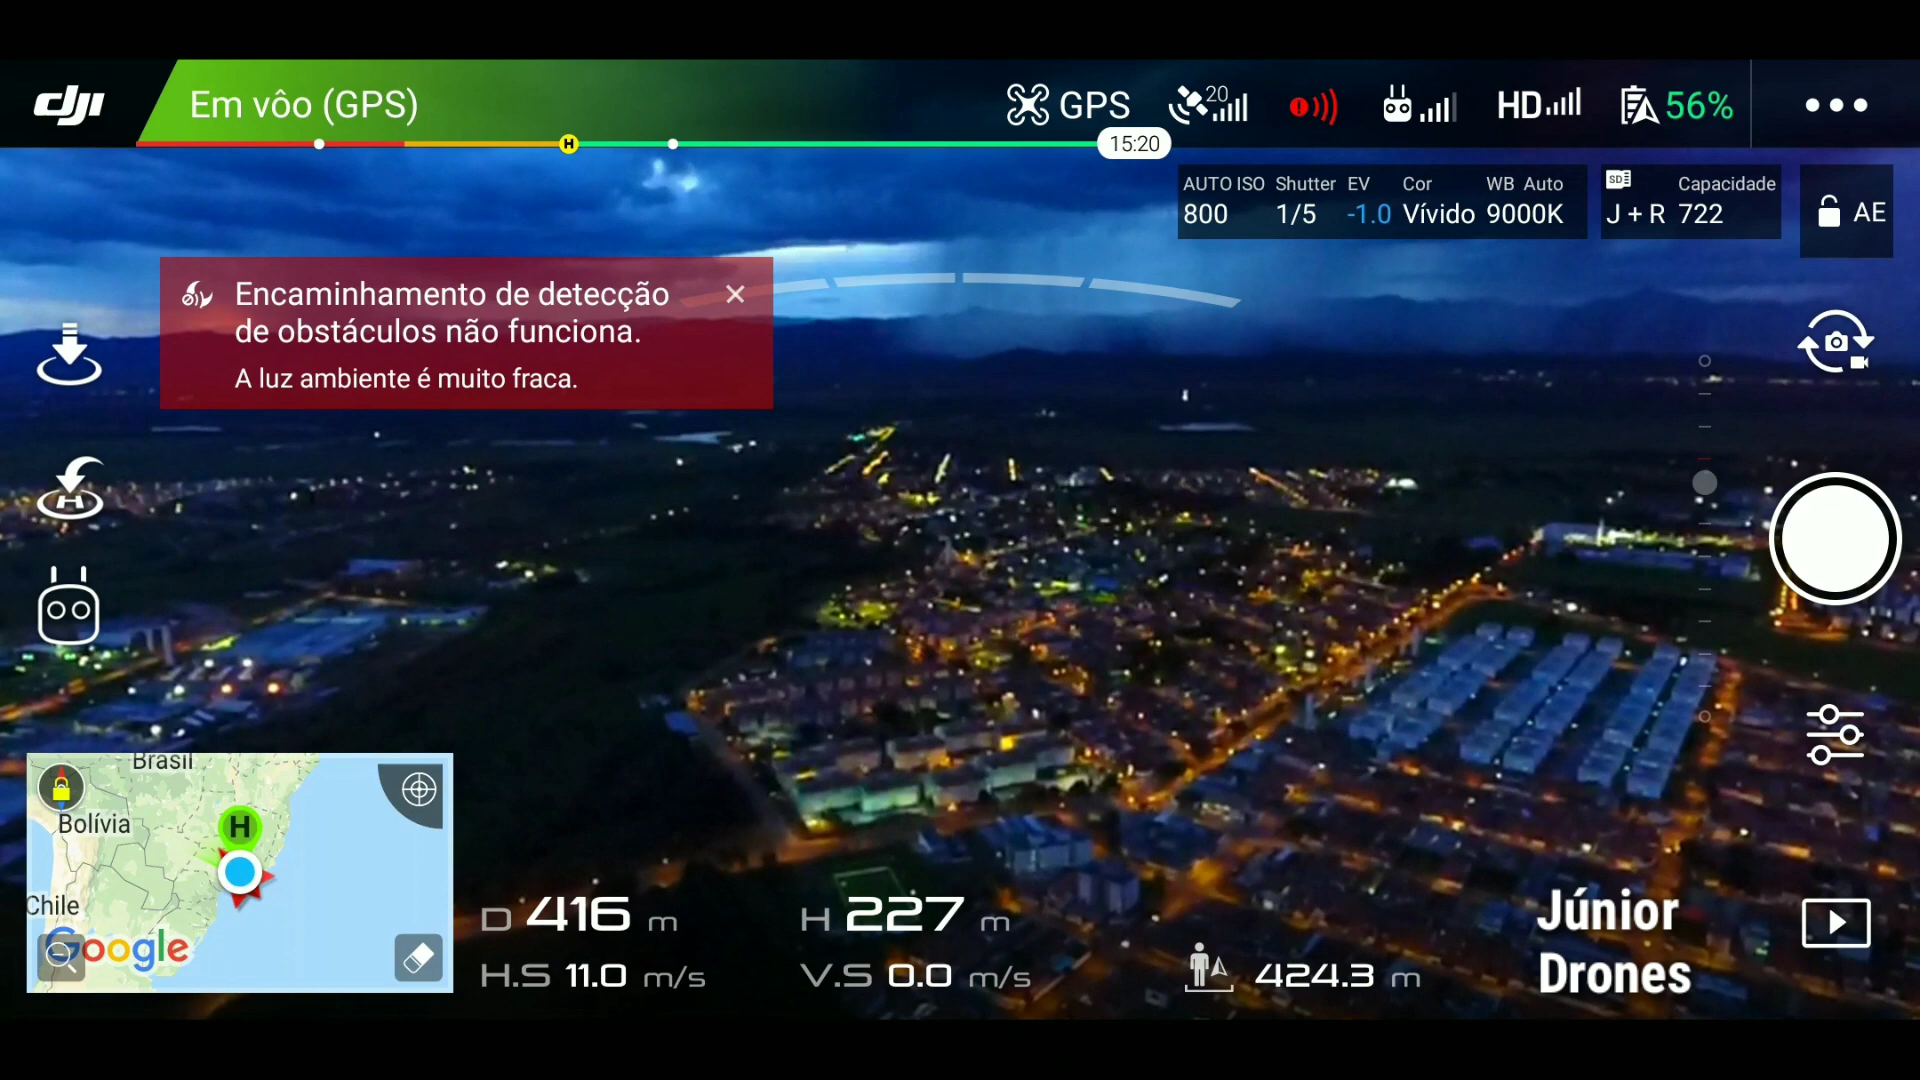 dji
Em vôo (GPS)
GPS
20
HD
56%
H
15:20
AUTO ISO Shutter EV Cor WB Auto
800 1/5 -1.0 Vívido 9000K
SD
Capacidade
J + R 722
AE
Encaminhamento de detecção
de obstáculos não funciona.
A luz ambiente é muito fraca.
H
Brasil
Bolívia
H
Chile
Google
D 416 m
H 227 m
H.S 11.0 m/s
V.S 0.0 m/s
424.3 m
Júnior
Drones